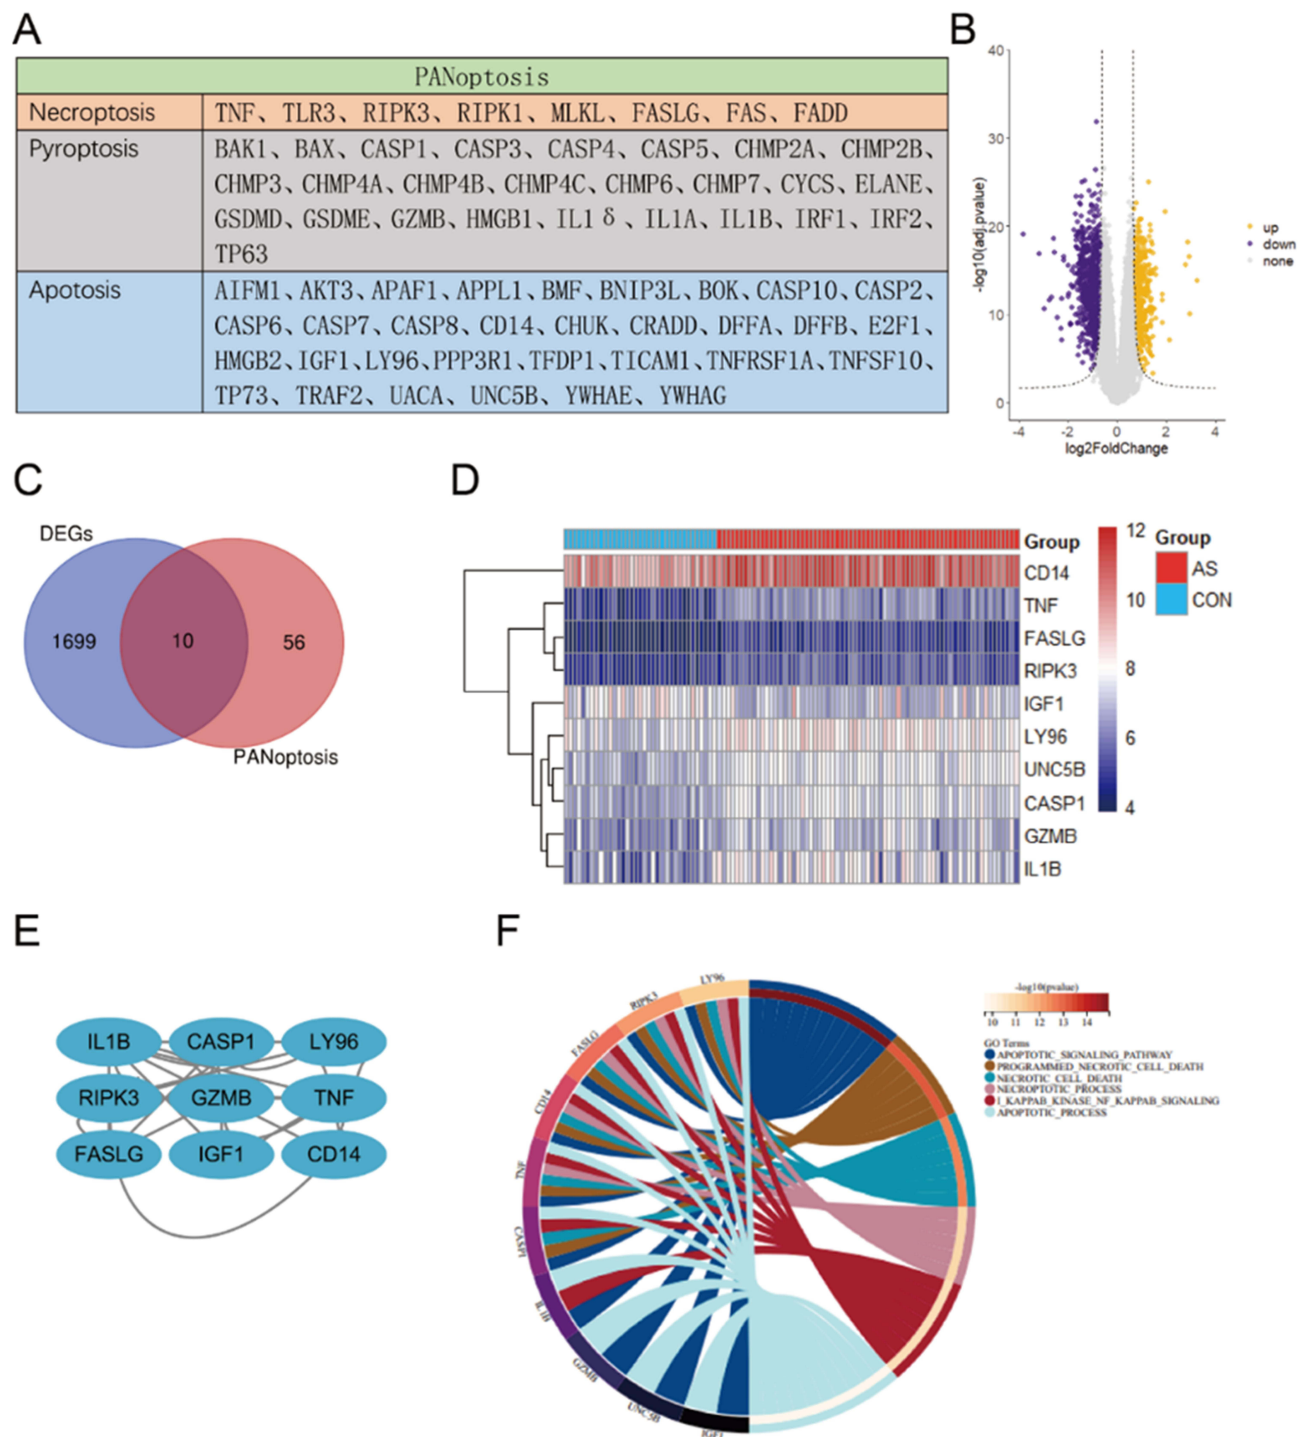 A
PANoptosis
Necroptosis
TNF、TLR3、RIPK3、RIPK1、MLKL、FASLG、FAS、FADD
Pyroptosis
BAK1、BAX、CASP1、CASP3、CASP4、CASP5、CHMP2A、CHMP2B、
CHMP3、CHMP4A、CHMP4B、CHMP4C、CHMP6、CHMP7、CYCS、ELANE、
GSDMD、GSDME、GZMB、HMGB1、IL1δ、IL1A、IL1B、IRF1、IRF2、
TP63
Apotosis
AIFM1、AKT3、APAF1、APPL1、BMF、BNIP3L、BOK、CASP10、CASP2、
CASP6、CASP7、CASP8、CD14、CHUK、CRADD、DFFA、DFFB、E2F1、
HMGB2、IGF1、LY96、PPP3R1、TFDP1、TICAM1、TNFRSF1A、TNFSF10、
TP73、TRAF2、UACA、UNC5B、YWHAE、YWHAG
B
40
30
20
10
0
-log10(adj.pvalue)
-4 -2 0 2 4
log2FoldChange
up
down
none
C
DEGs
1699
10
56
PANoptosis
D
Group
CD14
TNF
FASLG
RIPK3
IGF1
LY96
UNC5B
CASP1
GZMB
IL1B
12
10
8
6
4
Group
AS
CON
E
IL1B CASP1 LY96
RIPK3 GZMB TNF
FASLG IGF1 CD14
F
LY96
RIPK3
FASLG
CD14
TNF
CASP1
IL1B
GZMB
UNC5B
IGF1
-log10(pvalue)
10 11 12 13 14
GO Terms
APOPTOTIC_SIGNALING_PATHWAY
PROGRAMMED_NECROTIC_CELL_DEATH
NECROTIC_CELL_DEATH
NECROPTOTIC_PROCESS
I_KAPPAB_KINASE_NF_KAPPAB_SIGNALING
APOPTOTIC_PROCESS